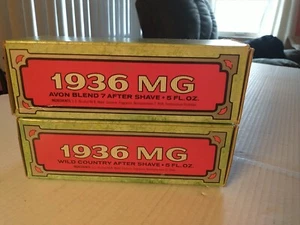 1936 MG
AVON BLEND 7 AFTER SHAVE • 5 FL. OZ.
1936 MG
WILD COUNTRY AFTER SHAVE • 5 FL. OZ.